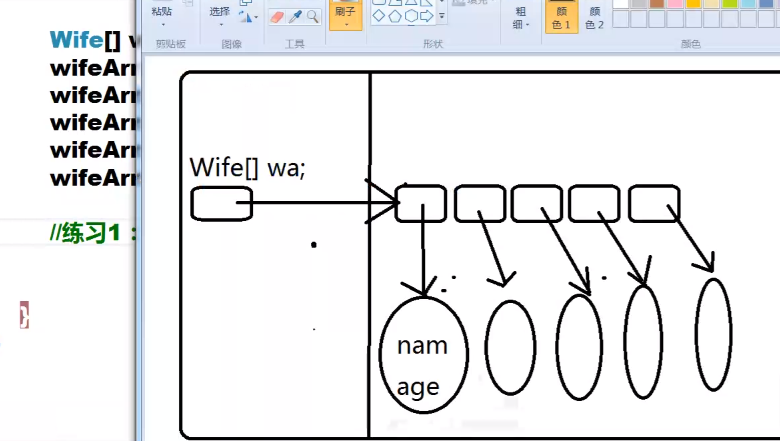 Wife[] w
wifeArr
wifeArr
wifeArr
wifeArr
wifeArr
//练习1：
}
粘贴
选择
刷子
粗
细
颜
色 1
颜
色 2
剪贴板
图像
工具
形状
颜色
Wife[] wa;
nam
age